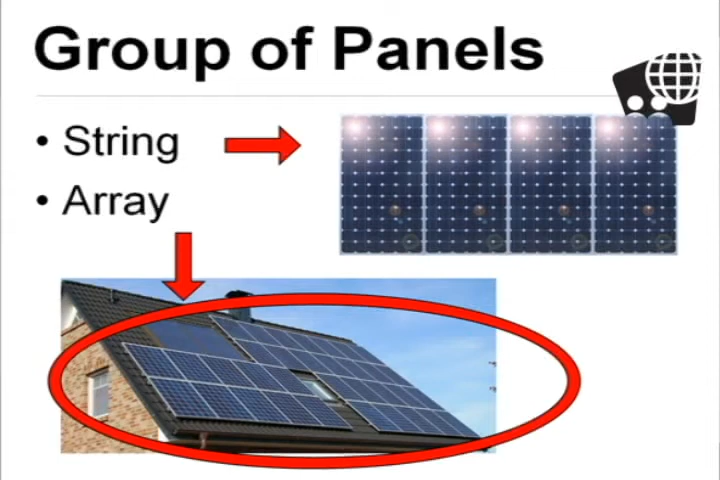 Group of Panels
• String
• Array